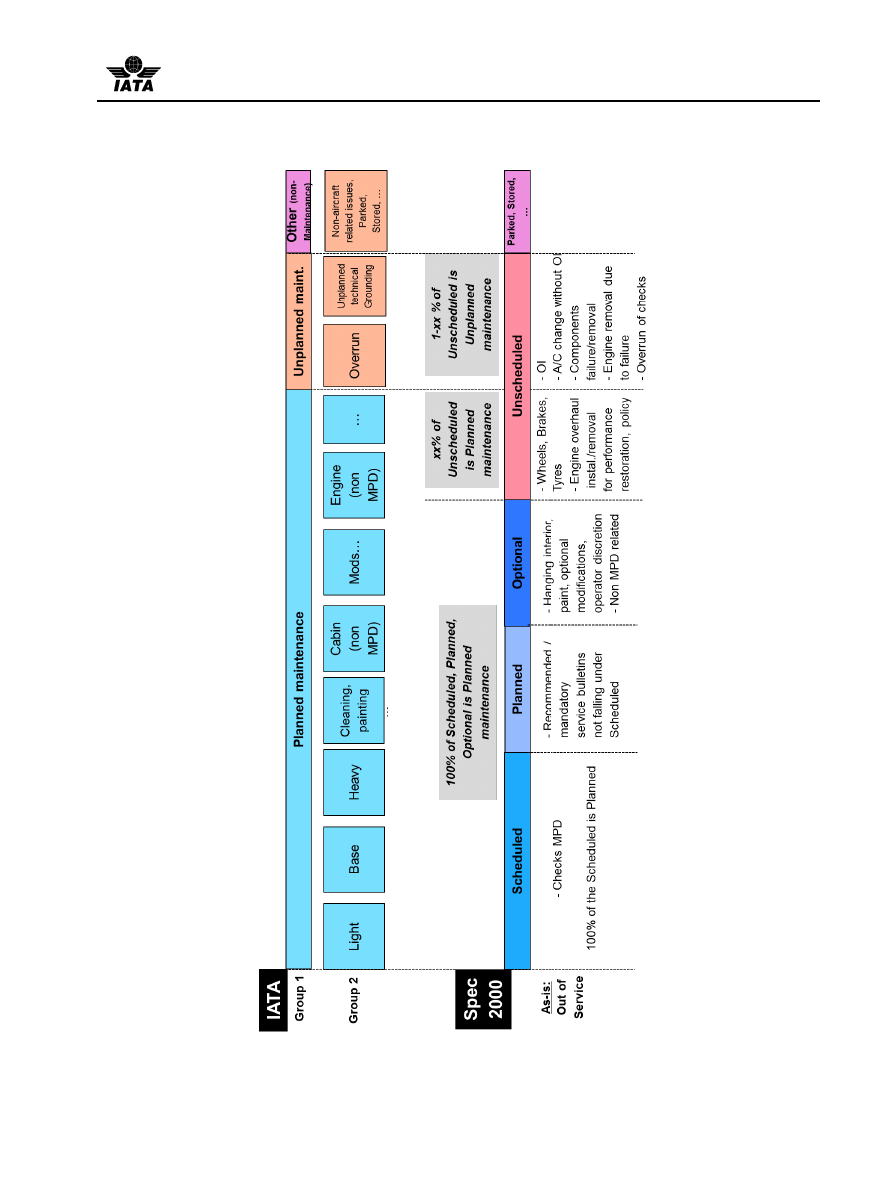 IATA
IATA
Group 1
Planned maintenance
Unplanned maint.
Other (non-
Maintenance)
Group 2
Light
Base
Heavy
Cleaning,
painting
...
Cabin
(non
MPD)
Mods…
Engine
(non
MPD)
…
Overrun
Unplanned
technical
Grounding
Non-aircraft
related issues,
Parked,
Stored, …
100% of Scheduled, Planned,
Optional is Planned
maintenance
xx% of
Unscheduled
is Planned
maintenance
1-xx % of
Unscheduled is
Unplanned
maintenance
Spec
2000
Scheduled
Planned
Optional
Unscheduled
Parked, Stored,
…
As-is:
Out of
Service
- Checks MPD
100% of the Scheduled is Planned
- Recommended /
mandatory
service bulletins
not falling under
Scheduled
- Hanging interior,
paint, optional
modifications,
operator discretion
- Non MPD related
- Wheels, Brakes,
Tyres
- Engine overhaul
instal./removal
for performance
restoration, policy
- OI
- A/C change without OI
- Components
failure/removal
- Engine removal due
to failure
- Overrun of checks